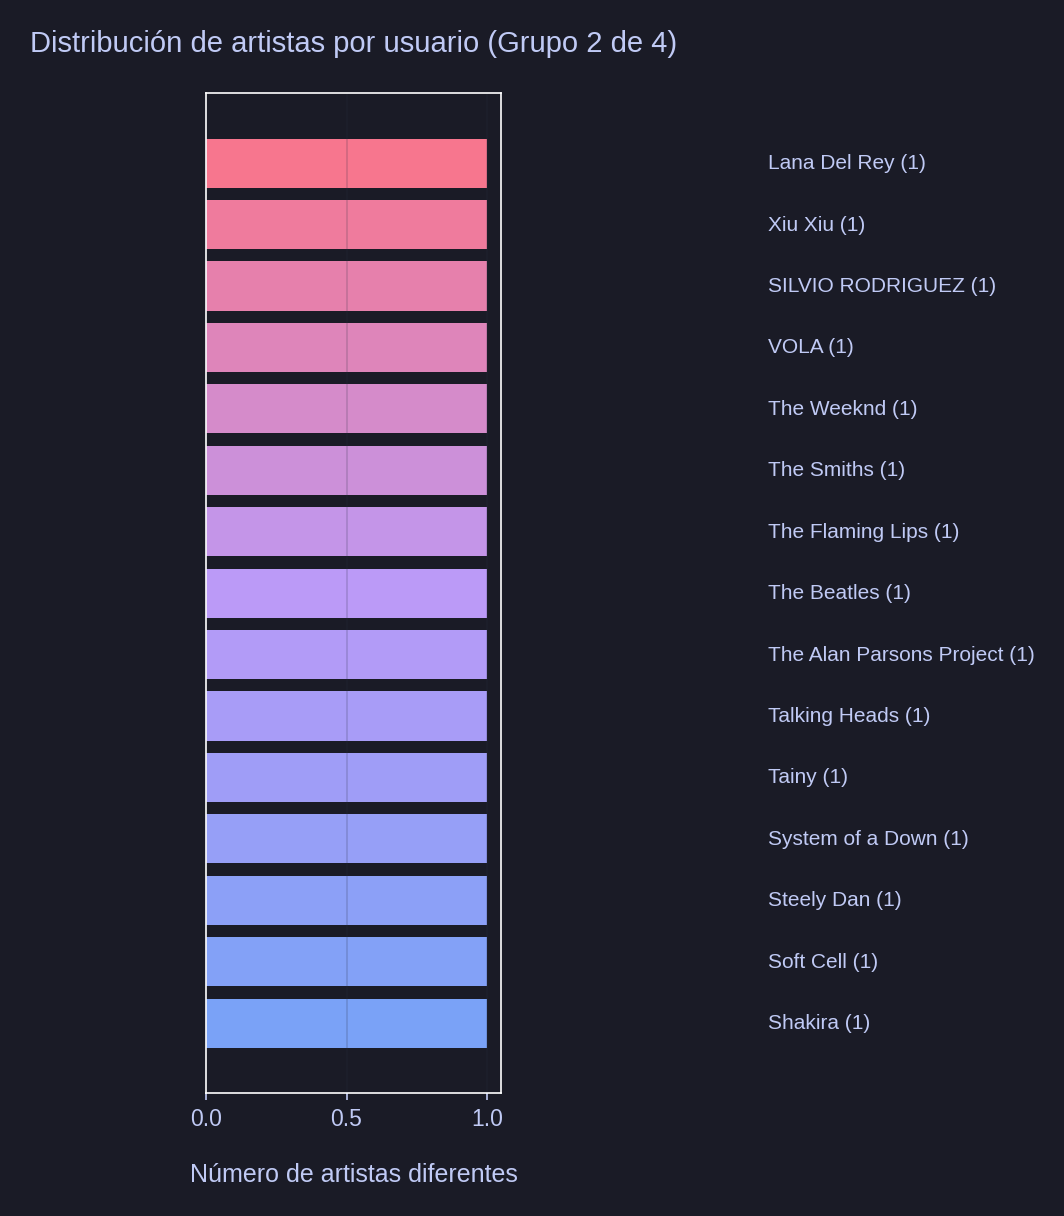 Distribución de artistas por usuario (Grupo 2 de 4)
Lana Del Rey (1)
Xiu Xiu (1)
SILVIO RODRIGUEZ (1)
VOLA (1)
The Weeknd (1)
The Smiths (1)
The Flaming Lips (1)
The Beatles (1)
The Alan Parsons Project (1)
Talking Heads (1)
Tainy (1)
System of a Down (1)
Steely Dan (1)
Soft Cell (1)
Shakira (1)
0.0 0.5 1.0
Número de artistas diferentes